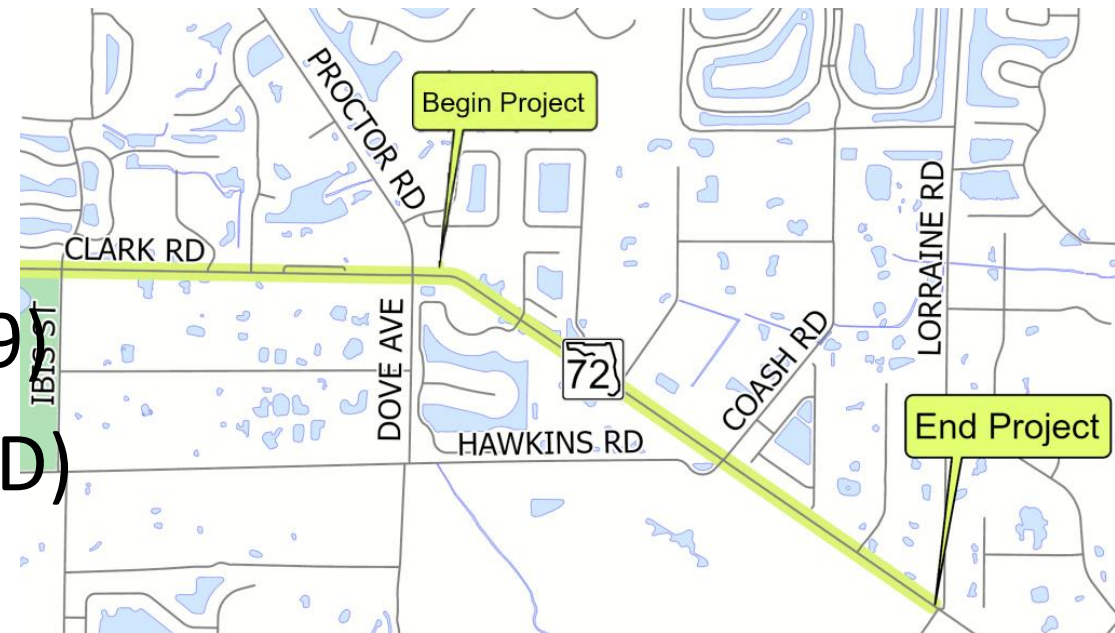 PROCTOR RD
Begin Project
CLARK RD
LORRAINE RD
9)
IBIS ST
DOVE AVE
72
COASH RD
HAWKINS RD
End Project
D)